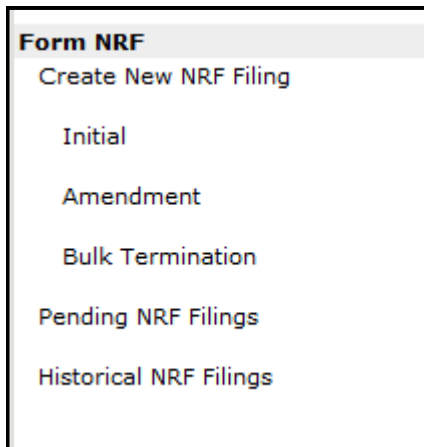 Form NRF
Create New NRF Filing
Initial
Amendment
Bulk Termination
Pending NRF Filings
Historical NRF Filings